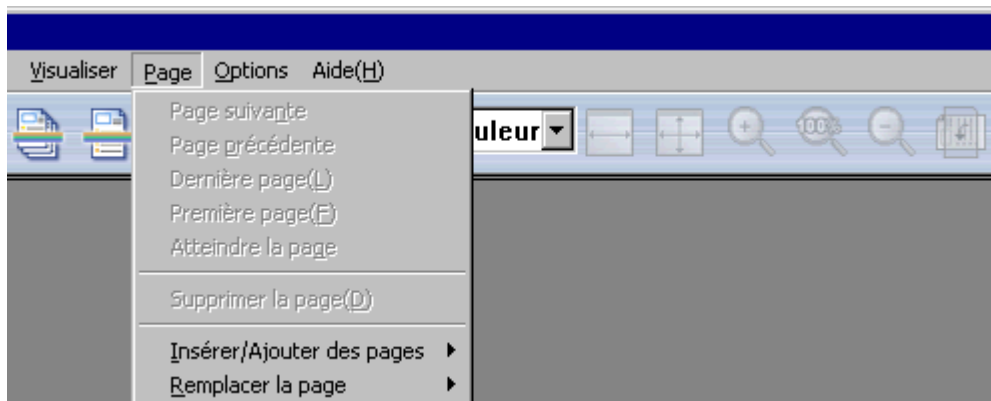 Visualiser Page Options Aide(H)
uleur
100%
Page suivante
Page précédente
Dernière page(L)
Première page(F)
Atteindre la page
Supprimer la page(D)
Insérer/Ajouter des pages
Remplacer la page